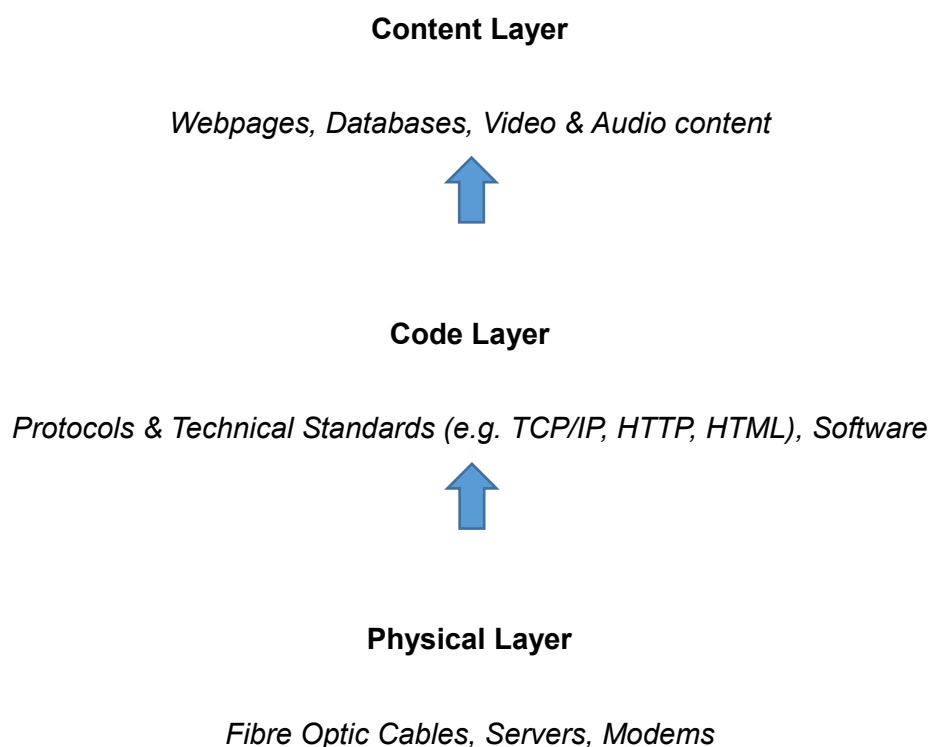 Content Layer
Webpages, Databases, Video & Audio content
Code Layer
Protocols & Technical Standards (e.g. TCP/IP, HTTP, HTML), Software
Physical Layer
Fibre Optic Cables, Servers, Modems